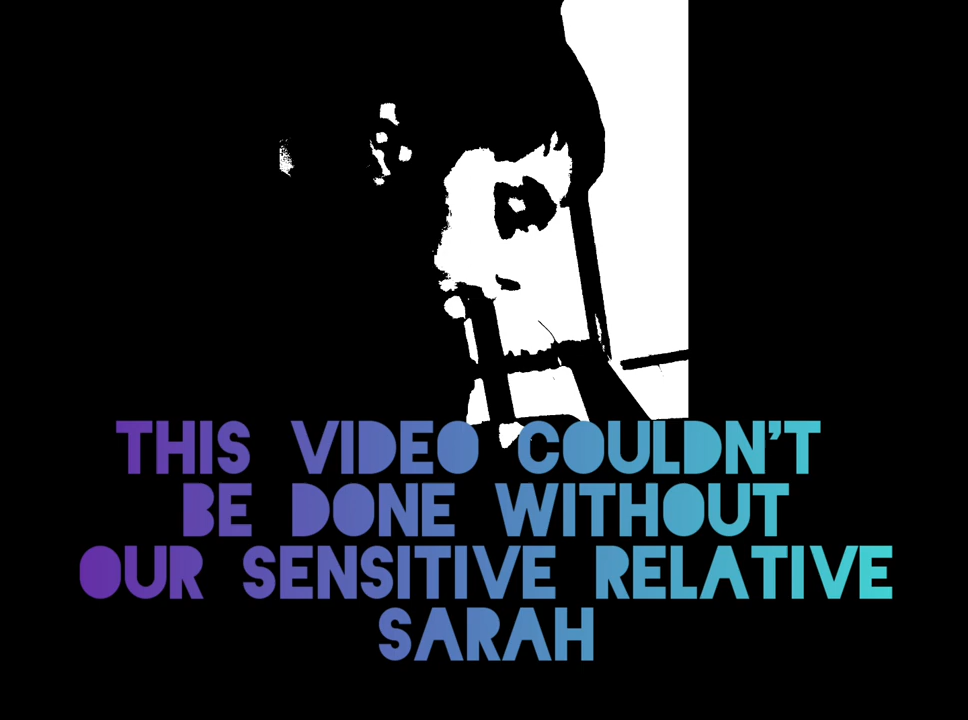 THIS VIDEO COULDN'T
BE DONE WITHOUT
OUR SENSITIVE RELATIVE
SARAH